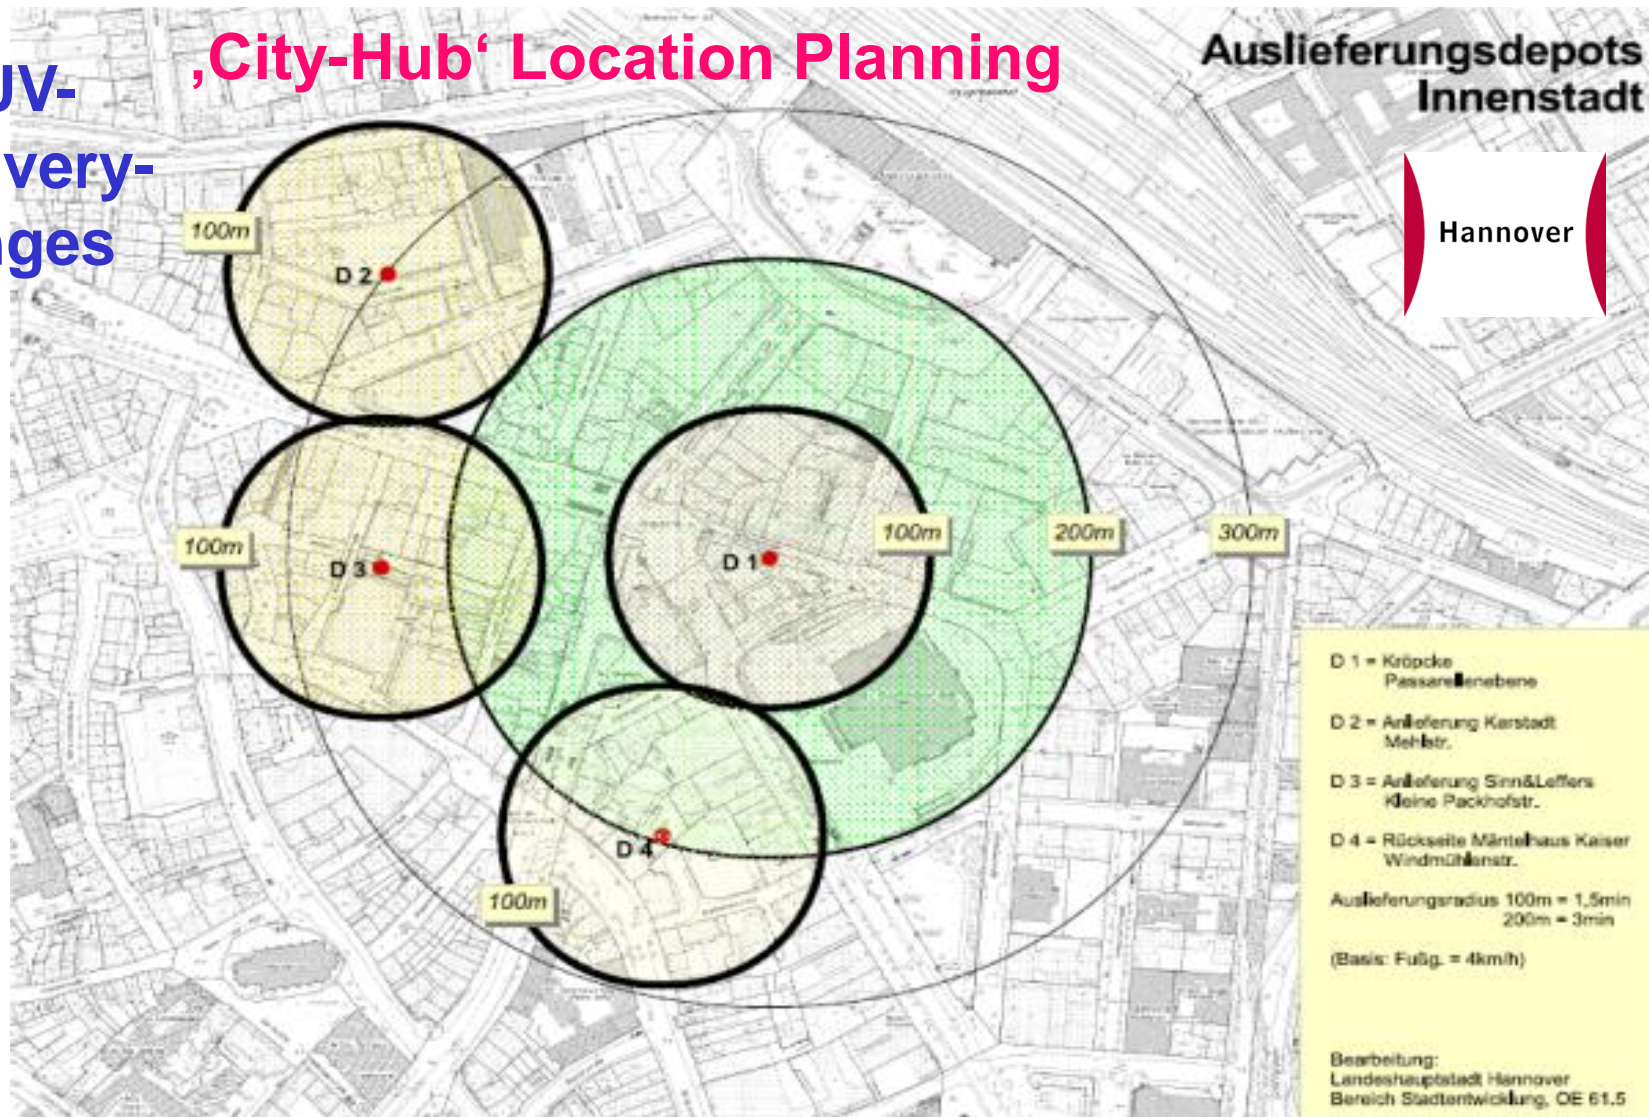 ‚City-Hub‘ Location Planning
UV-
very-
nges
Auslieferungsdepots
Innenstadt
Hannover
100m
D 2
100m
D 3
D 1
100m
200m
300m
D 4
100m
D 1 = Kröpcke
Passarellenebene
D 2 = Anlieferung Karstadt
Mehlstr.
D 3 = Anlieferung Sinn&Leffers
Kleine Packhofstr.
D 4 = Rückseite Mäntelhaus Kaiser
Windmühlenstr.
Auslieferungsradius 100m = 1,5min
200m = 3min
(Basis: Fußg. = 4km/h)
Bearbeitung:
Landeshauptstadt Hannover
Bereich Stadtentwicklung, OE 61.5